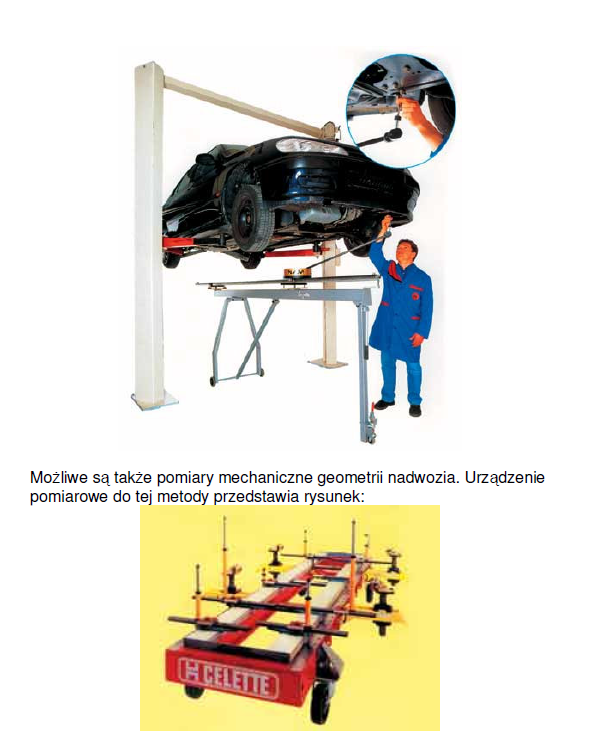 Możliwe są także pomiary mechaniczne geometrii nadwozia. Urządzenie
pomiarowe do tej metody przedstawia rysunek:
CELETTE